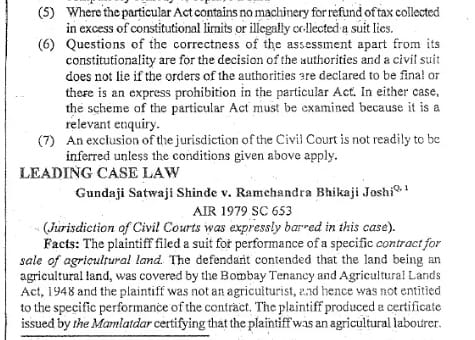 (5) Where the particular Act contains no machinery for refund of tax collected
in excess of constitutional limits or illegally collected a suit lies.
(6) Questions of the correctness of the assessment apart from its
constitutionality are for the decision of the authorities and a civil suit
does not lie if the orders of the authorities are declared to be final or
there is an express prohibition in the particular Act. In either case,
the scheme of the particular Act must be examined because it is a
relevant enquiry.
(7) An exclusion of the jurisdiction of the Civil Court is not readily to be
inferred unless the conditions given above apply.
LEADING CASE LAW
Gundaji Satwaji Shinde v. Ramchandra Bhikaji Joshi Q. 1
AIR 1979 SC 653
(Jurisdiction of Civil Courts was expressly barred in this case).
Facts: The plaintiff filed a suit for performance of a specific contract for
sale of agricultural land. The defendant contended that the land being an
agricultural land, was covered by the Bombay Tenancy and Agricultural Lands
Act, 1948 and the plaintiff was not an agriculturist, and hence was not entitled
to the specific performance of the contract. The plaintiff produced a certificate
issued by the Mamlatdar certifying that the plaintiff was an agricultural labourer.